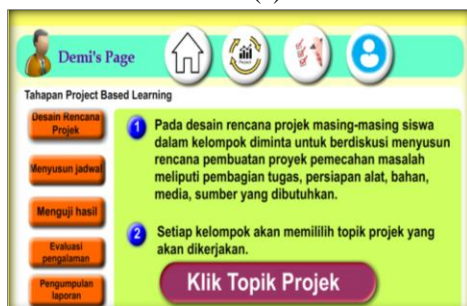 Demi's Page
Project
Tahapan Project Based Learning
Desain Rencana
Projek
Menyusun jadwal
Menguji hasil
Evaluasi
pengalaman
Pengumpulan
laporan
1 Pada desain rencana projek masing-masing siswa
dalam kelompok diminta untuk berdiskusi menyusun
rencana pembuatan proyek pemecahan masalah
meliputi pembagian tugas, persiapan alat, bahan,
media, sumber yang dibutuhkan.
2 Setiap kelompok akan memililih topik projek yang
akan dikerjakan.
Klik Topik Projek